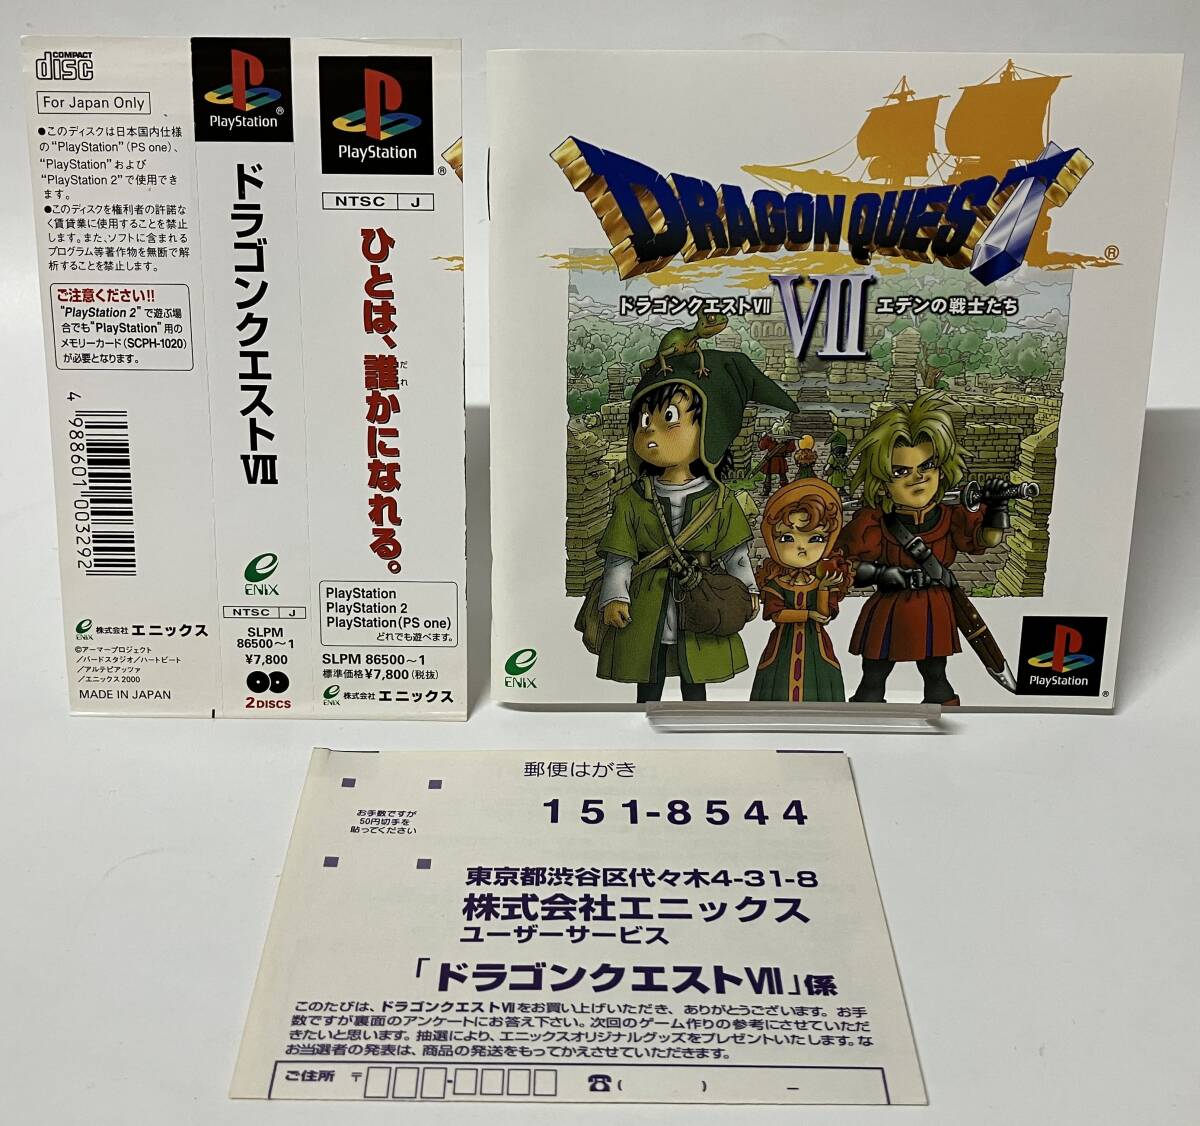 COMPACT
disc
For Japan Only
●このディスクは日本国内仕様
の“PlayStation”(PS one)、
“PlayStation”および
“PlayStation 2”で使用でき
ます。
●このディスクを権利者の許諾な
く賃貸業に使用することを禁止
します。また、ソフトに含まれる
プログラム等著作物を無断で解
析することを禁止します。
ご注意ください!!
“PlayStation 2”で遊ぶ場
合でも“PlayStation”用の
メモリーカード(SCPH-1020)
が必要となります。
4 988601 003292
ENIX 株式会社 エニックス
©アーマープロジェクト
/バードスタジオ/ハートビート
/アルテピアッツァ
/エニックス2000
MADE IN JAPAN
PlayStation
®
ドラゴンクエストVII
ENIX
NTSC J
SLPM
86500〜1
¥7,800
2 DISCS
PlayStation
®
NTSC J
ひとは、誰かになれる。
だれ
PlayStation
PlayStation 2
PlayStation(PS one)
どれでも遊べます。
SLPM 86500〜1
標準価格¥7,800(税抜)
ENIX 株式会社 エニックス
DRAGON QUEST
®
VII
ドラゴンクエストVII
エデンの戦士たち
ENIX
PlayStation
®
郵便はがき
お手数ですが
50円切手を
貼ってください
151-8544
東京都渋谷区代々木4-31-8
株式会社エニックス
ユーザーサービス
「ドラゴンクエストVII」係
このたびは、ドラゴンクエストVIIをお買い上げいただき、ありがとうございます。お手
数ですが裏面のアンケートにお答え下さい。次回のゲーム作りの参考にさせていただ
きたいと思います。抽選により、エニックスオリジナルグッズをプレゼントいたします。な
お当選者の発表は、商品の発送をもってかえさせていただきます。
ご住所 〒 - ☎( ) −